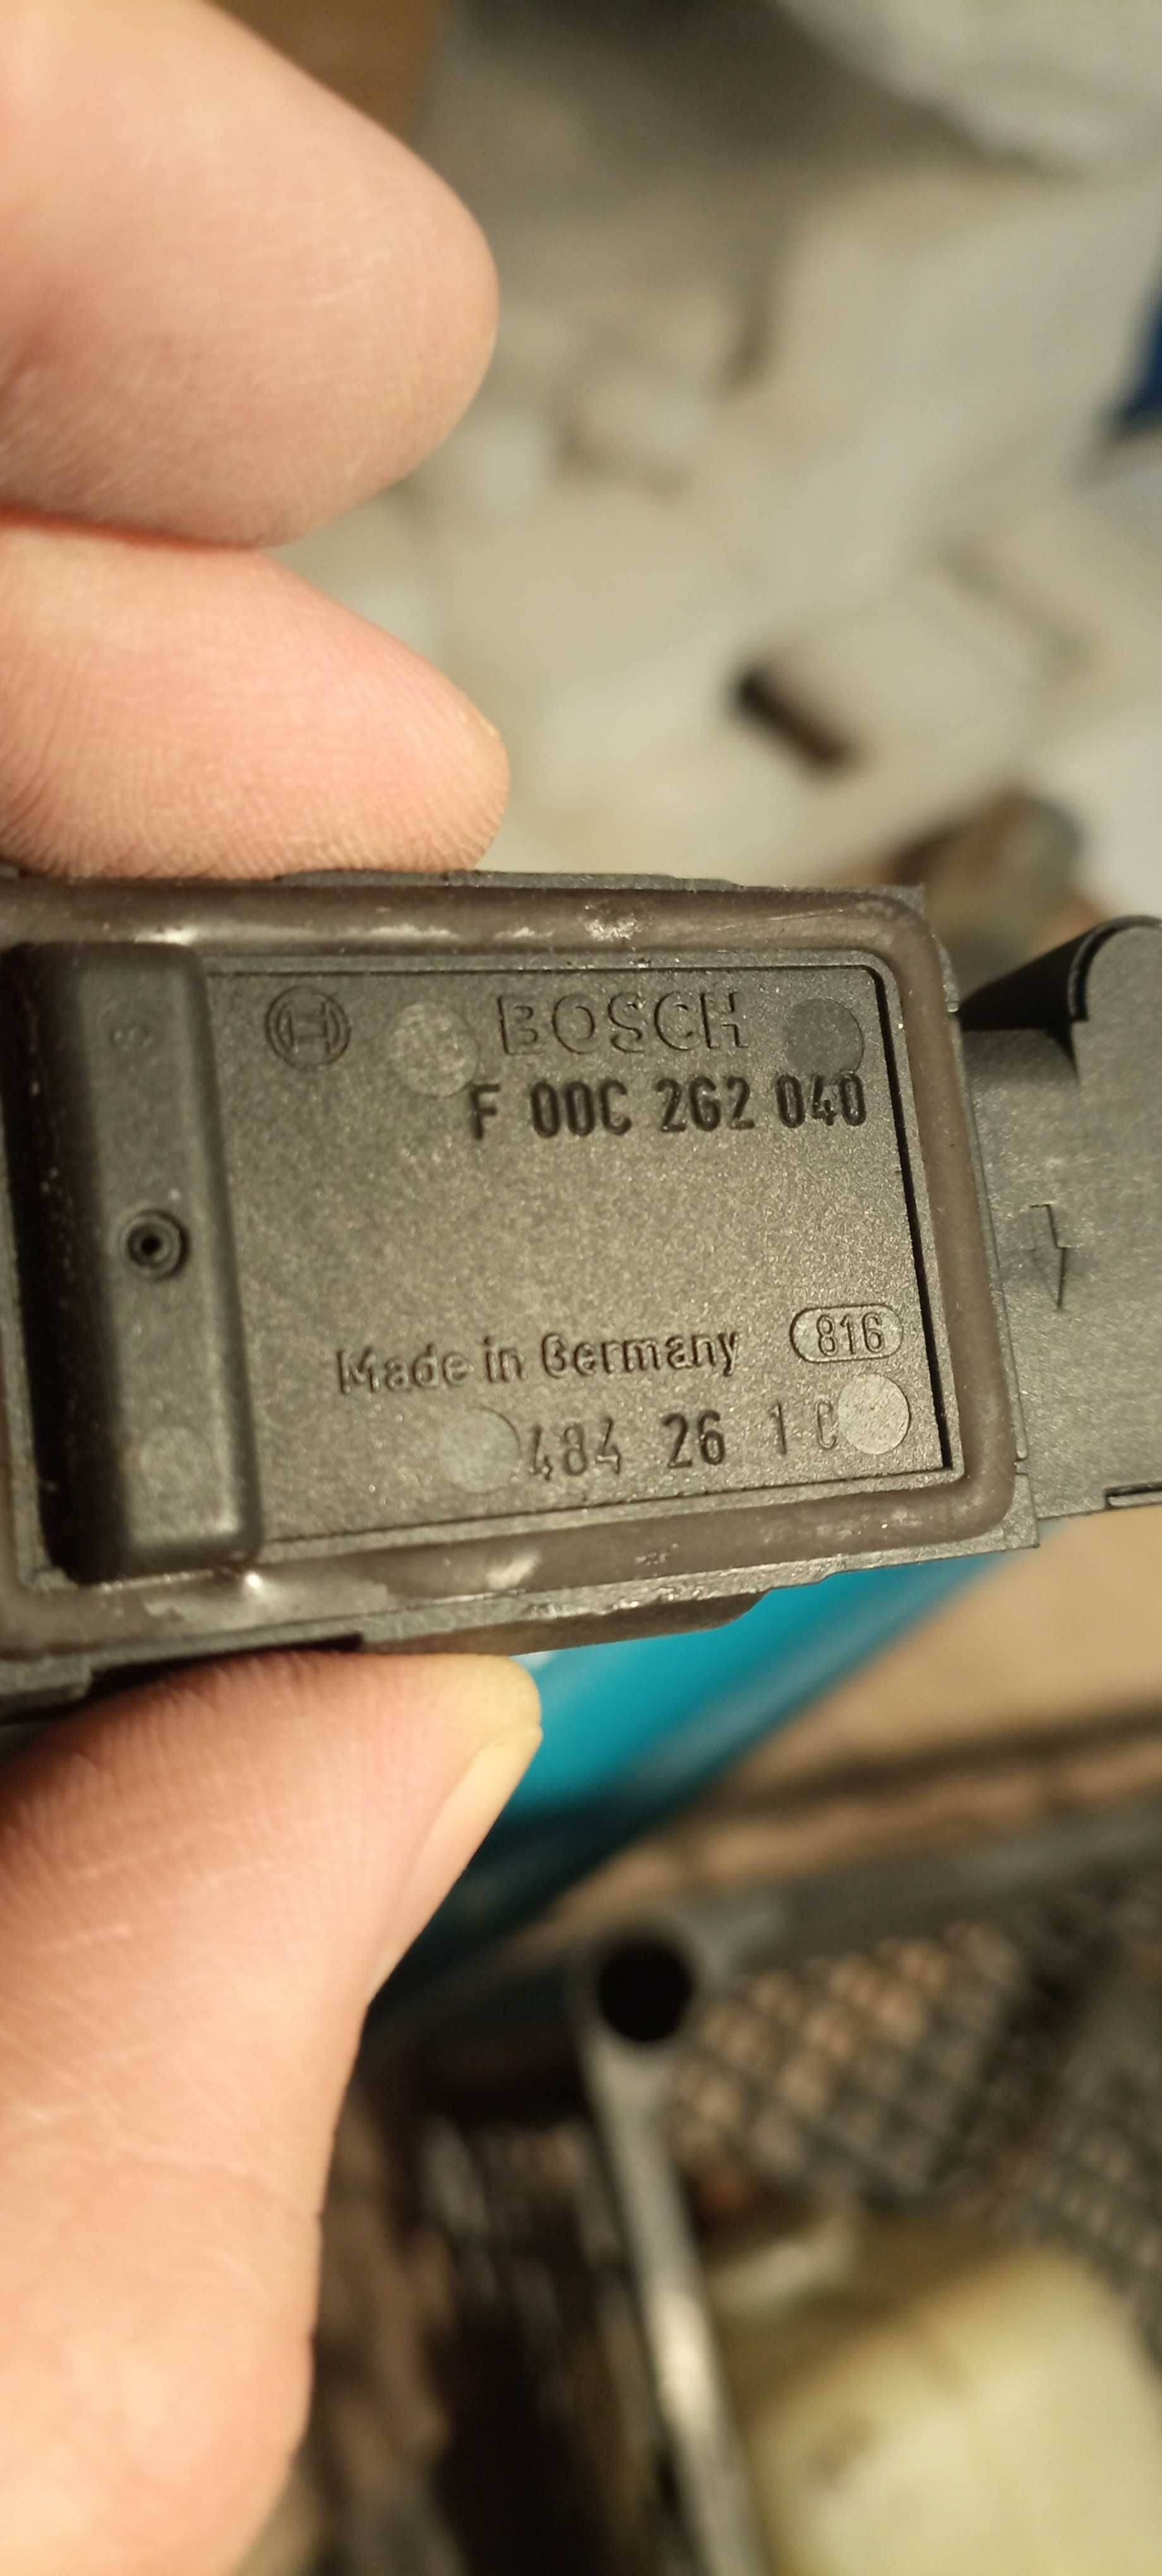 BOSCH
F 00C 262 040
Made in Germany 816
484 26 1 C